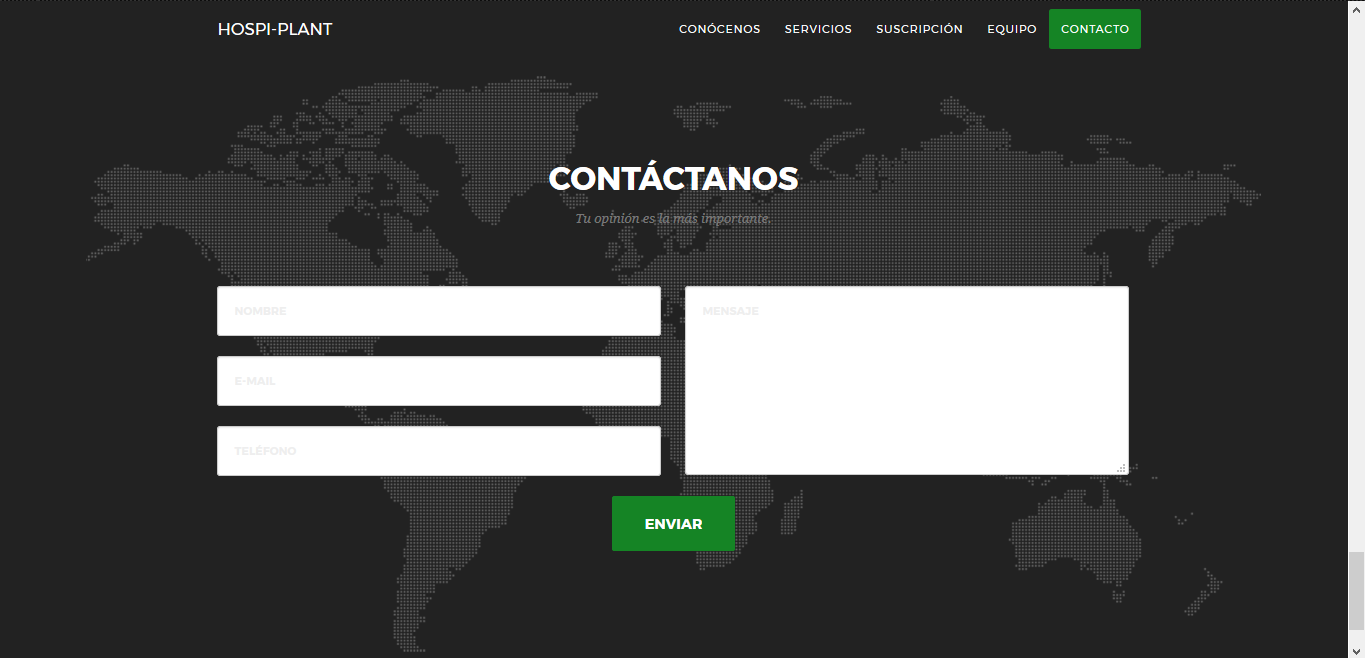 HOSPI-PLANT
CONÓCENOS SERVICIOS SUSCRIPCIÓN EQUIPO CONTACTO
CONTÁCTANOS
Tu opinión es la más importante.
NOMBRE
E-MAIL
TELÉFONO
MENSAJE
ENVIAR